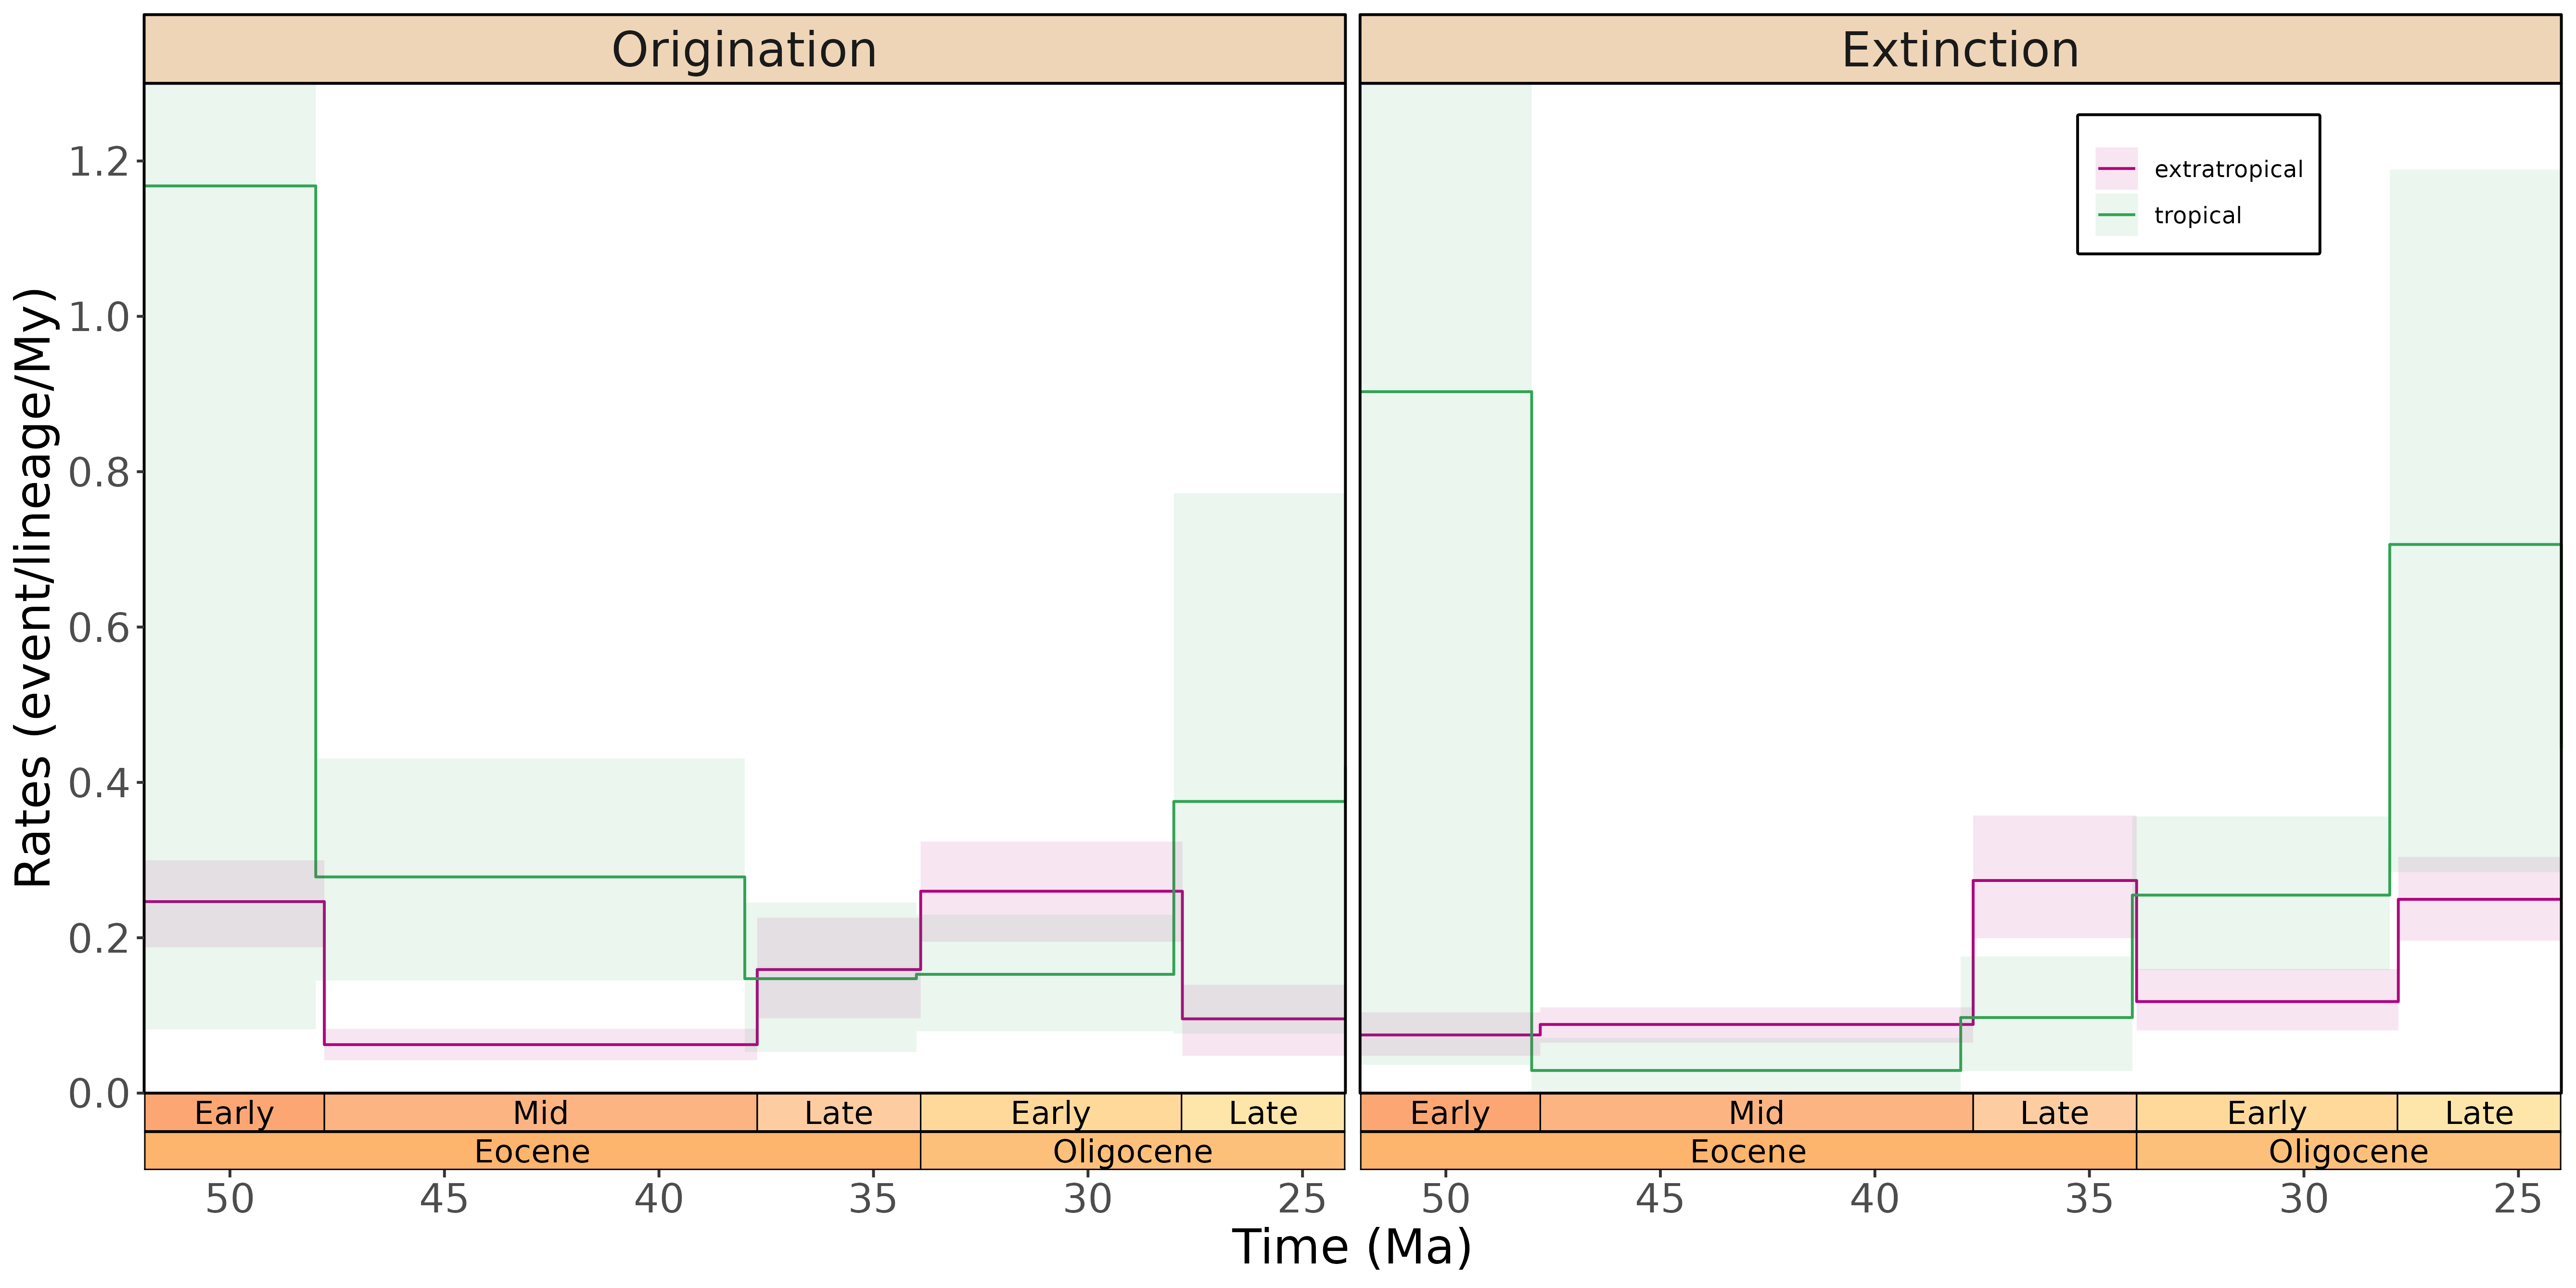 Origination
Extinction
Rates (event/lineage/My)
1.2
1.0
0.8
0.6
0.4
0.2
0.0
extratropical
tropical
Early Mid Late Early Late
Eocene Oligocene
50 45 40 35 30 25
Early Mid Late Early Late
Eocene Oligocene
50 45 40 35 30 25
Time (Ma)